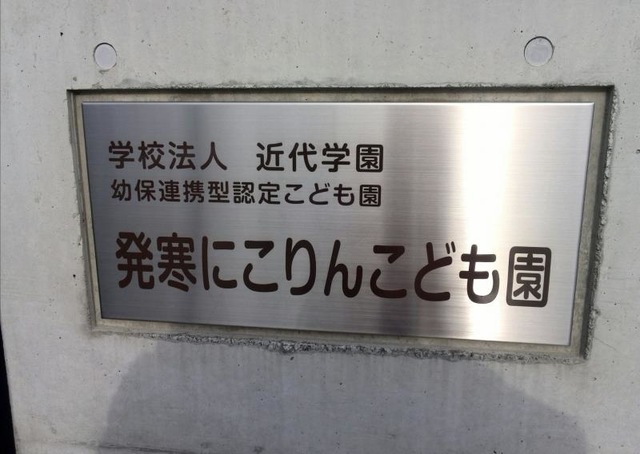 学校法人　近代学園
幼保連携型認定こども園
発寒にこりんこども園